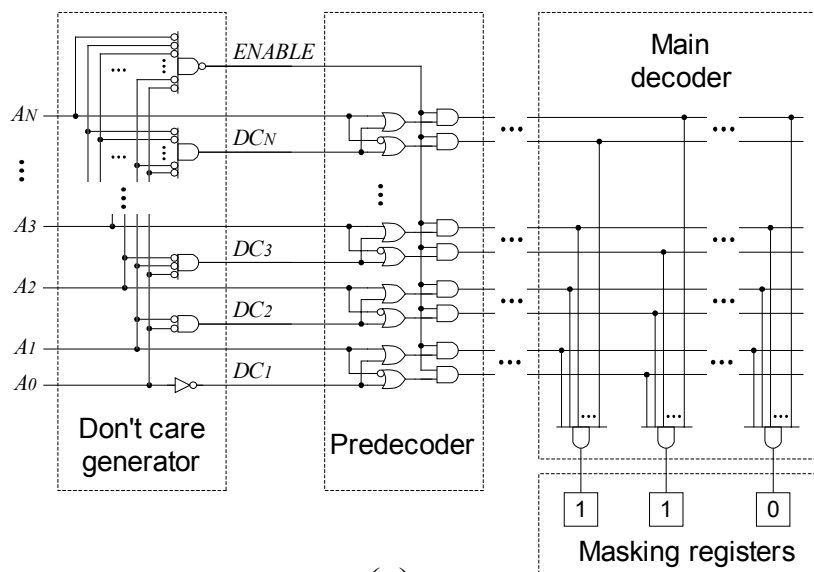 ENABLE
Main
decoder
AN
DCN
A3
DC3
A2
DC2
A1
A0
DC1
Don't care
generator
Predecoder
1
1
0
Masking registers